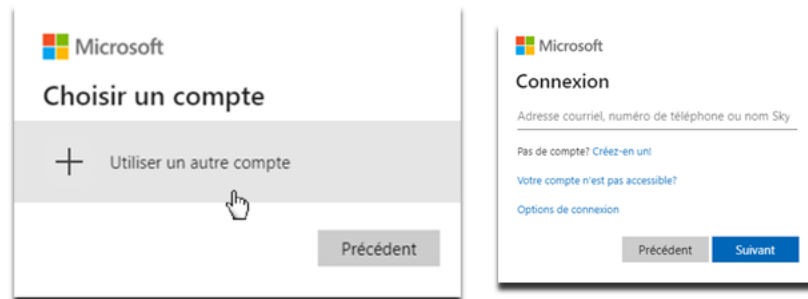 Microsoft
Choisir un compte
Utiliser un autre compte
Précédent
Microsoft
Connexion
Adresse courriel, numéro de téléphone ou nom Sky
Pas de compte? Créez-en un!
Votre compte n'est pas accessible?
Options de connexion
Précédent Suivant